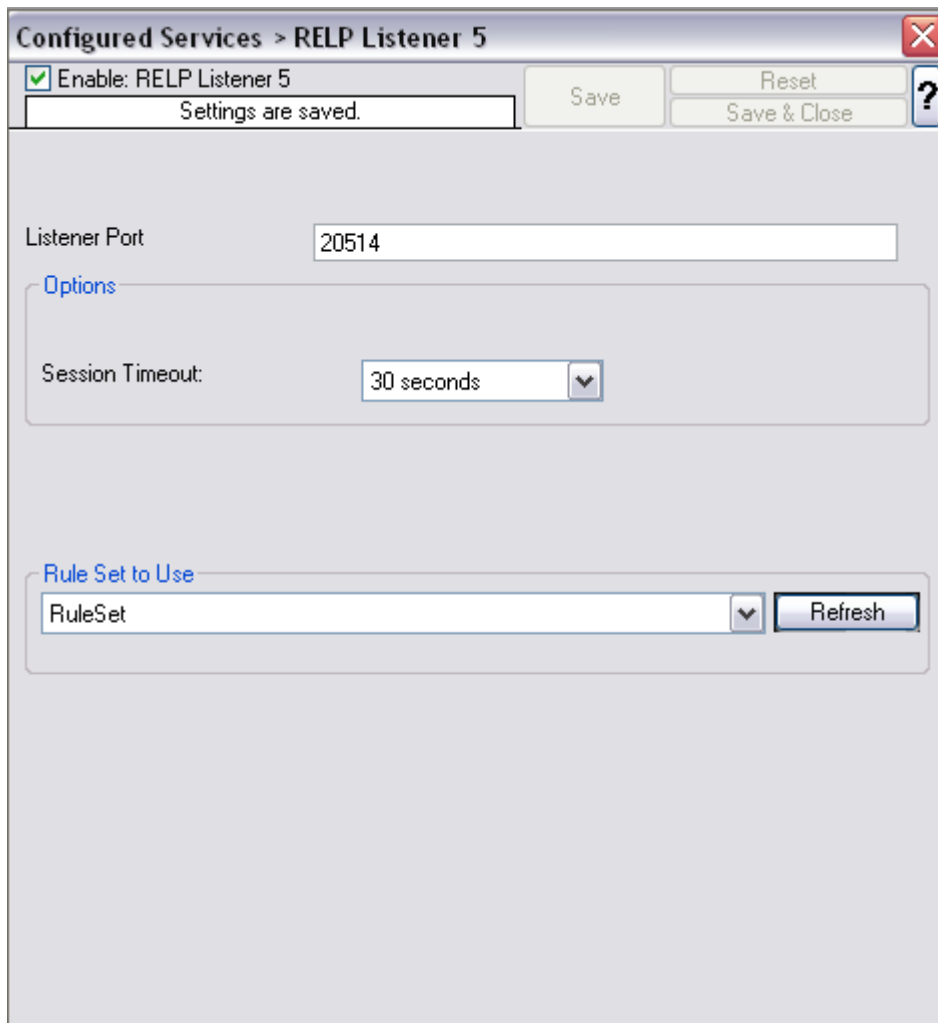 Configured Services > RELP Listener 5
Enable: RELP Listener 5
Settings are saved.
Save
Reset
Save & Close
?
Listener Port
20514
Options
Session Timeout:
30 seconds
Rule Set to Use
RuleSet
Refresh